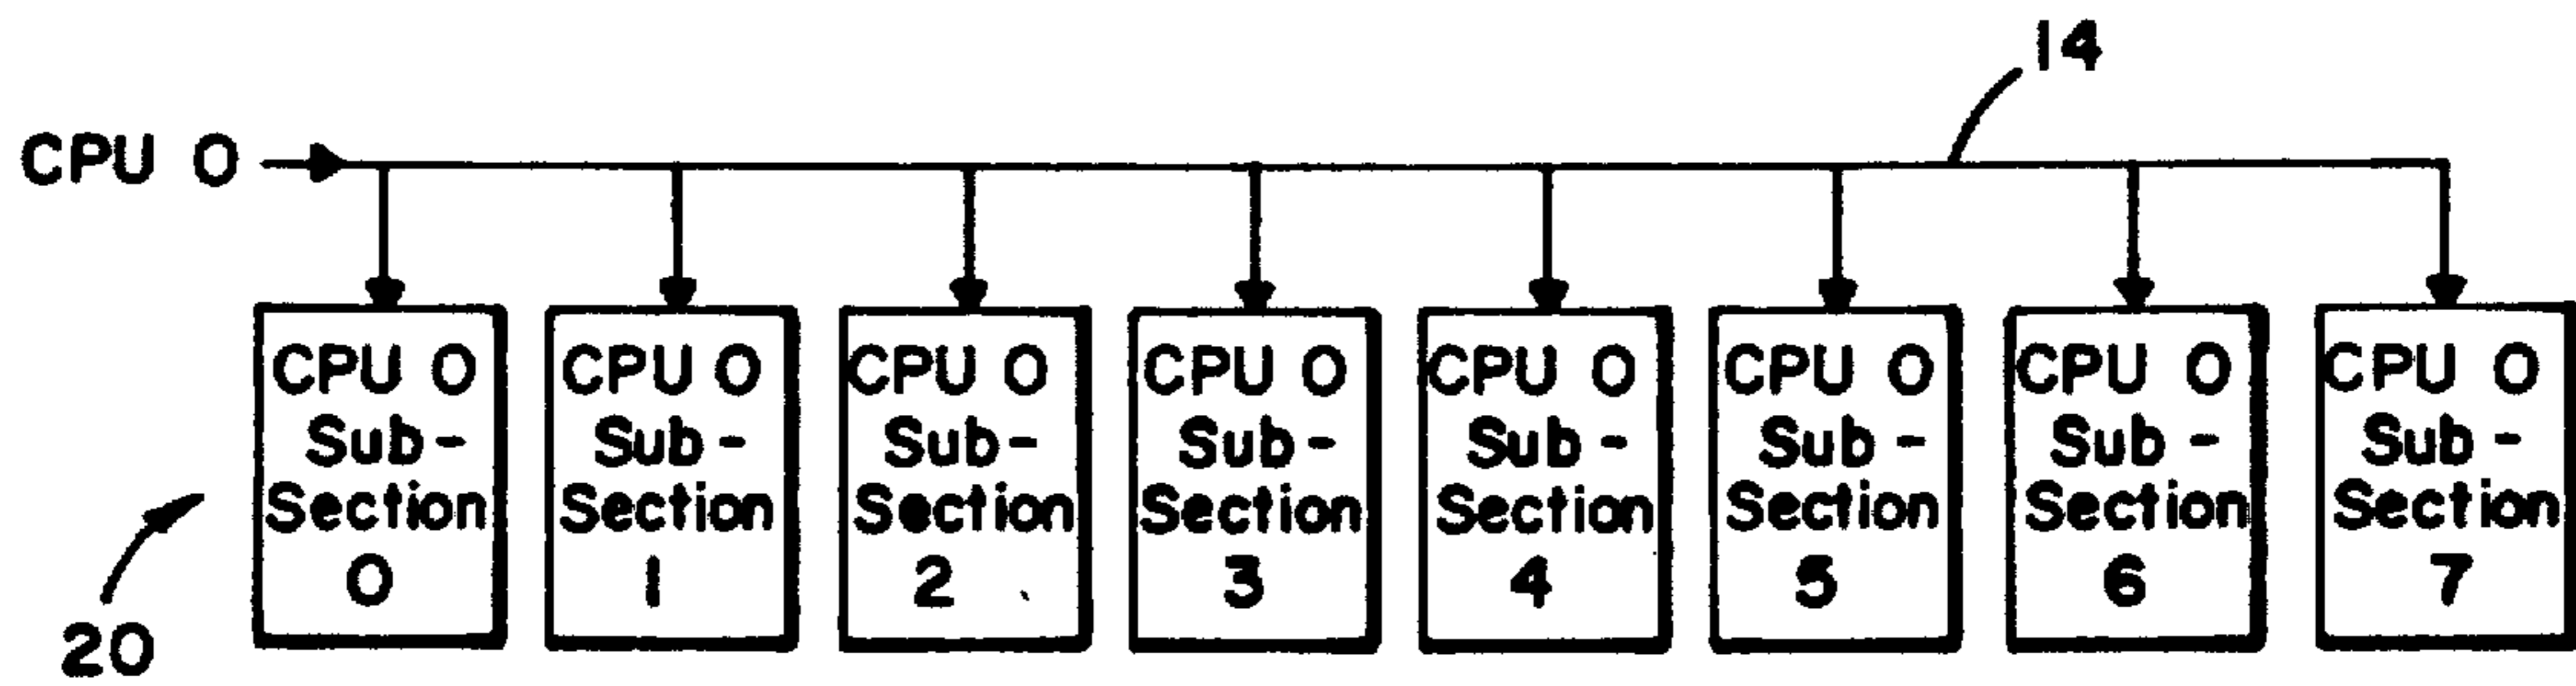 14
CPU 0
CPU 0
Sub-
Section
0
CPU 0
Sub-
Section
1
CPU 0
Sub-
Section
2
CPU 0
Sub-
Section
3
CPU 0
Sub-
Section
4
CPU 0
Sub-
Section
5
CPU 0
Sub-
Section
6
CPU 0
Sub-
Section
7
20